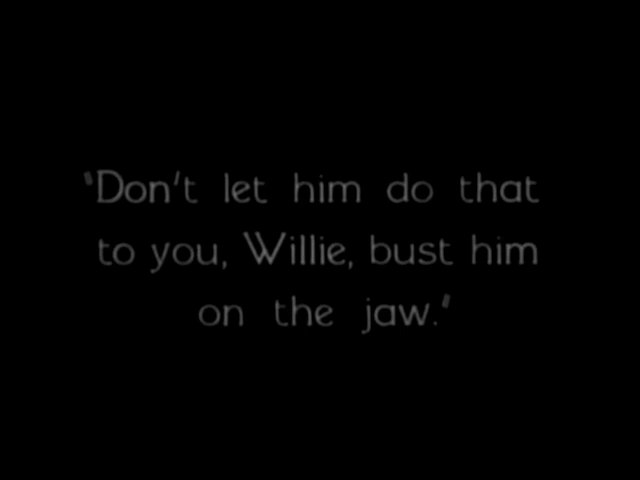 "Don't let him do that
to you, Willie, bust him
on the jaw."